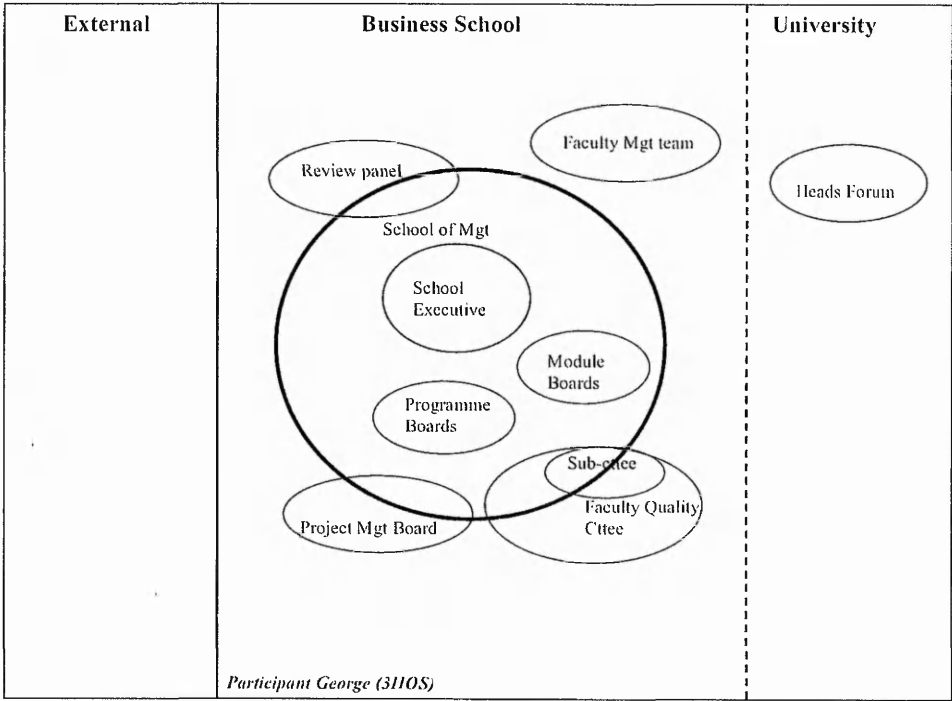 External
Business School
University
Faculty Mgt team
Review panel
Heads Forum
School of Mgt
School
Executive
Module
Boards
Programme
Boards
Sub-cttee
Faculty Quality
Cttee
Project Mgt Board
Participant George (3HOS)